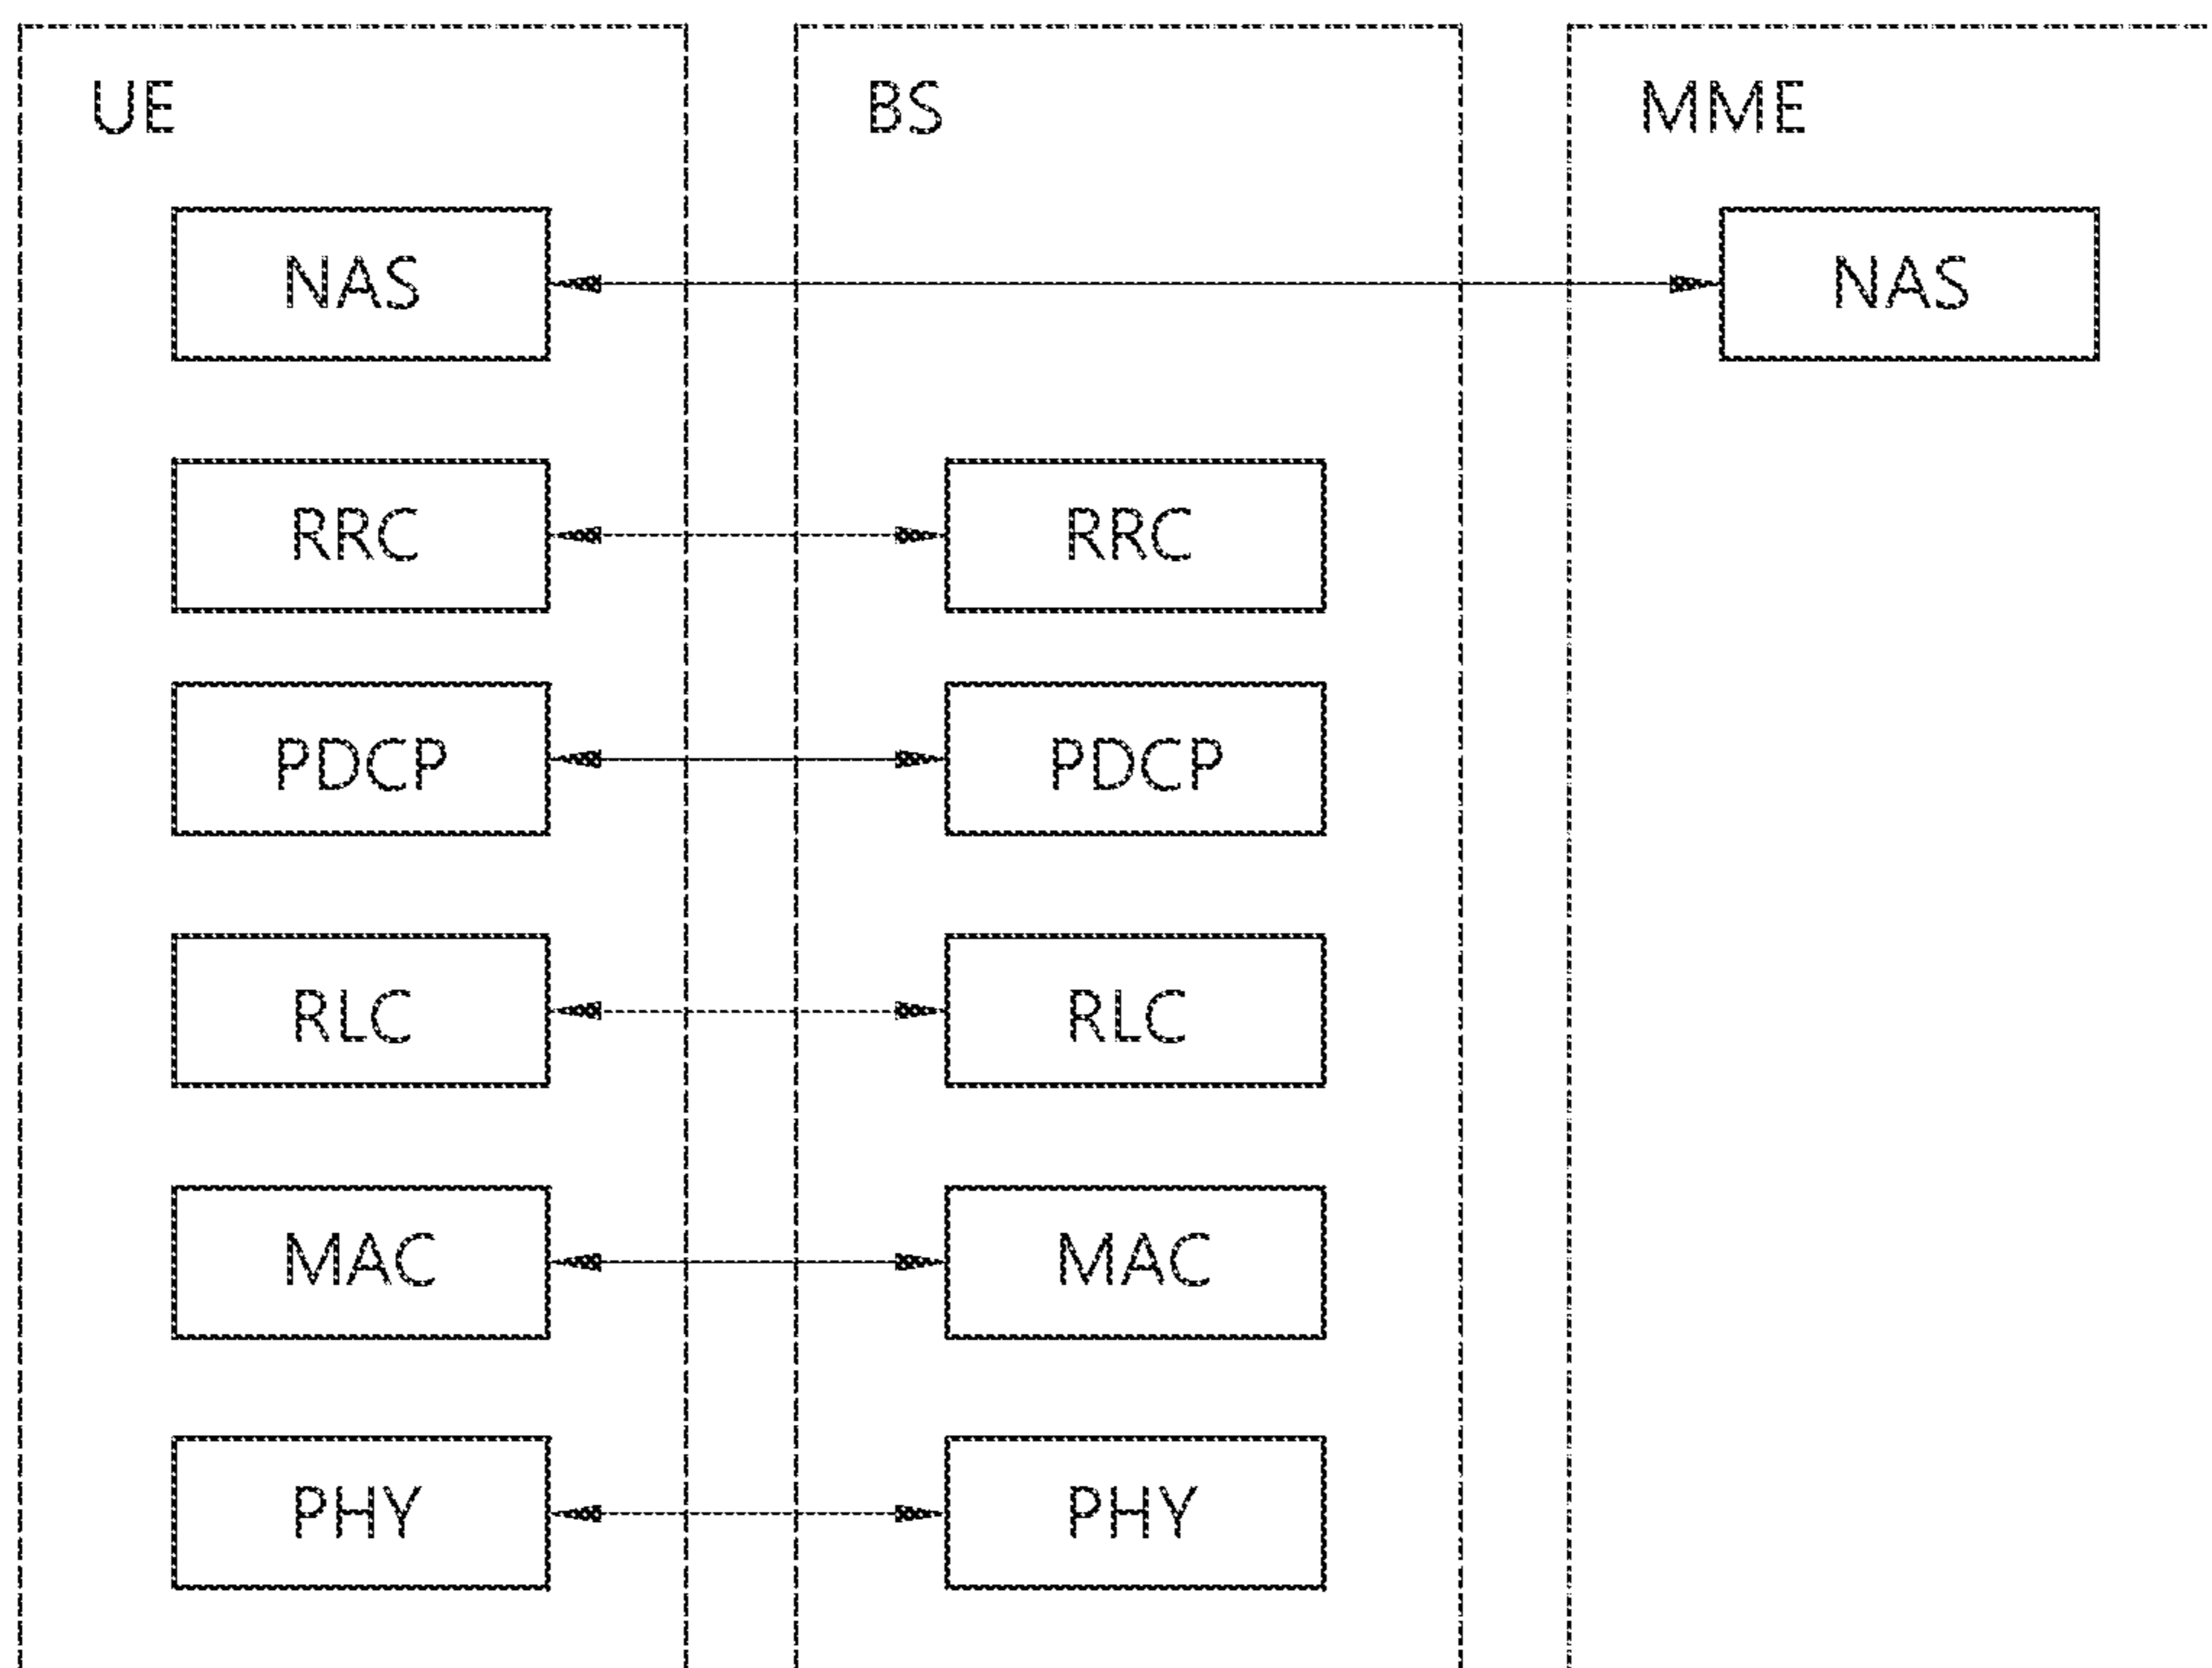 UE BS MME
NAS NAS
RRC RRC
PDCP PDCP
RLC RLC
MAC MAC
PHY PHY